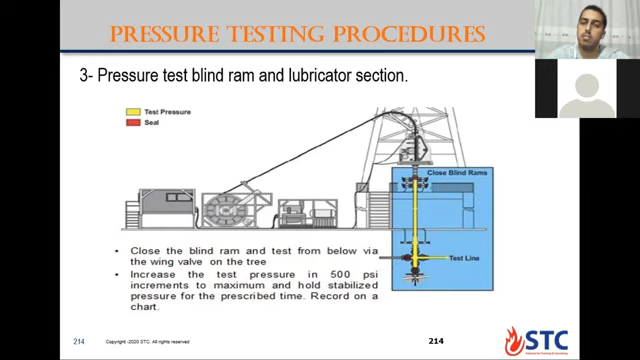 PRESSURE TESTING PROCEDURES
3- Pressure test blind ram and lubricator section.
Test Pressure
Seal
Close Blind Rams
Test Line
• Close the blind ram and test from below via
the wing valve on the tree
• Increase the test pressure in 500 psi
increments to maximum and hold stabilized
pressure for the prescribed time. Record on a
chart.
214
Copyright -2020 STC. All rights reserved
214
STC